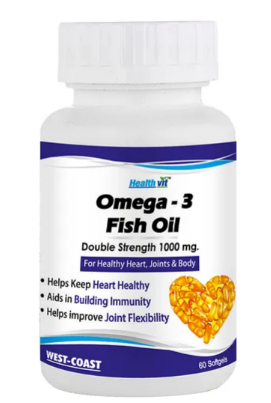 Healthvit
Omega - 3
Fish Oil
Double Strength 1000 mg.
For Healthy Heart, Joints & Body
• Helps Keep Heart Healthy
• Aids in Building Immunity
• Helps improve Joint Flexibility
WEST-COAST
60 Softgels